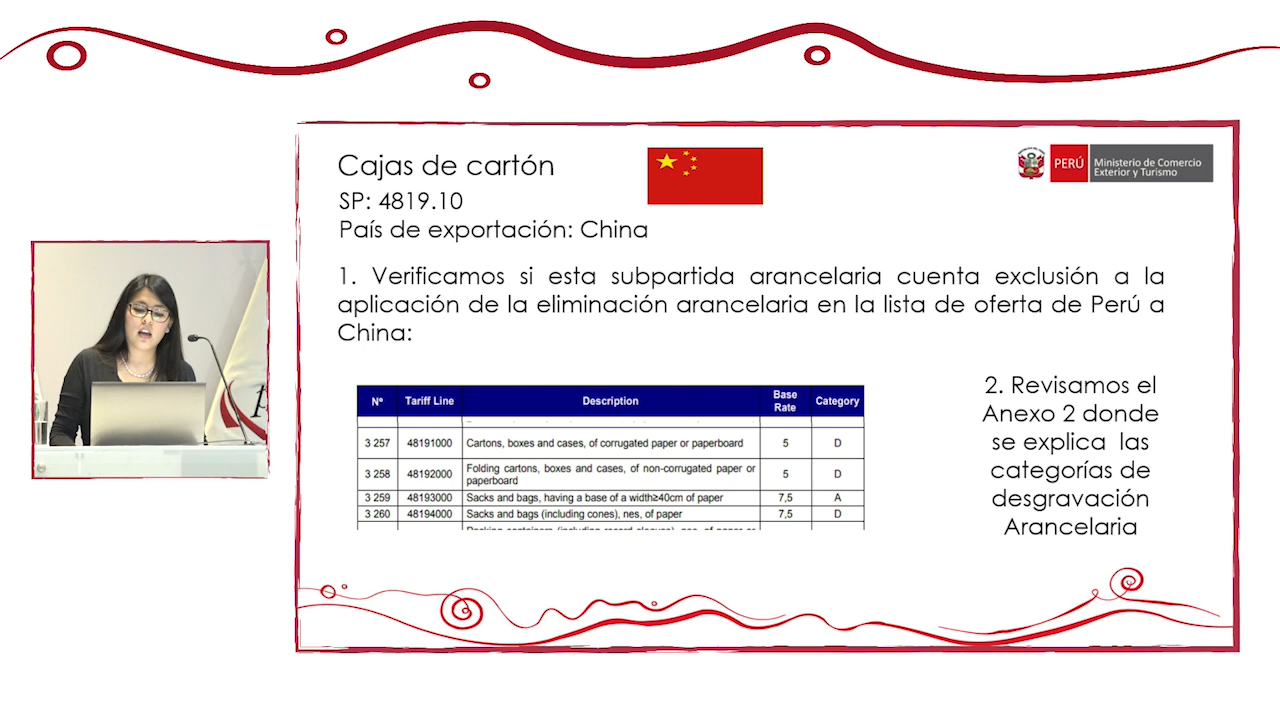 Cajas de cartón
SP: 4819.10
País de exportación: China
PERÚ
Ministerio de Comercio
Exterior y Turismo
1. Verificamos si esta subpartida arancelaria cuenta exclusión a la
aplicación de la eliminación arancelaria en la lista de oferta de Perú a
China:
N° Tariff Line Description Base Rate Category
3 257 48191000 Cartons, boxes and cases, of corrugated paper or paperboard 5 D
3 258 48192000 Folding cartons, boxes and cases, of non-corrugated paper or
paperboard 5 D
3 259 48193000 Sacks and bags, having a base of a width≥40cm of paper 7,5 A
3 260 48194000 Sacks and bags (including cones), nes, of paper 7,5 D
2. Revisamos el
Anexo 2 donde
se explica las
categorías de
desgravación
Arancelaria